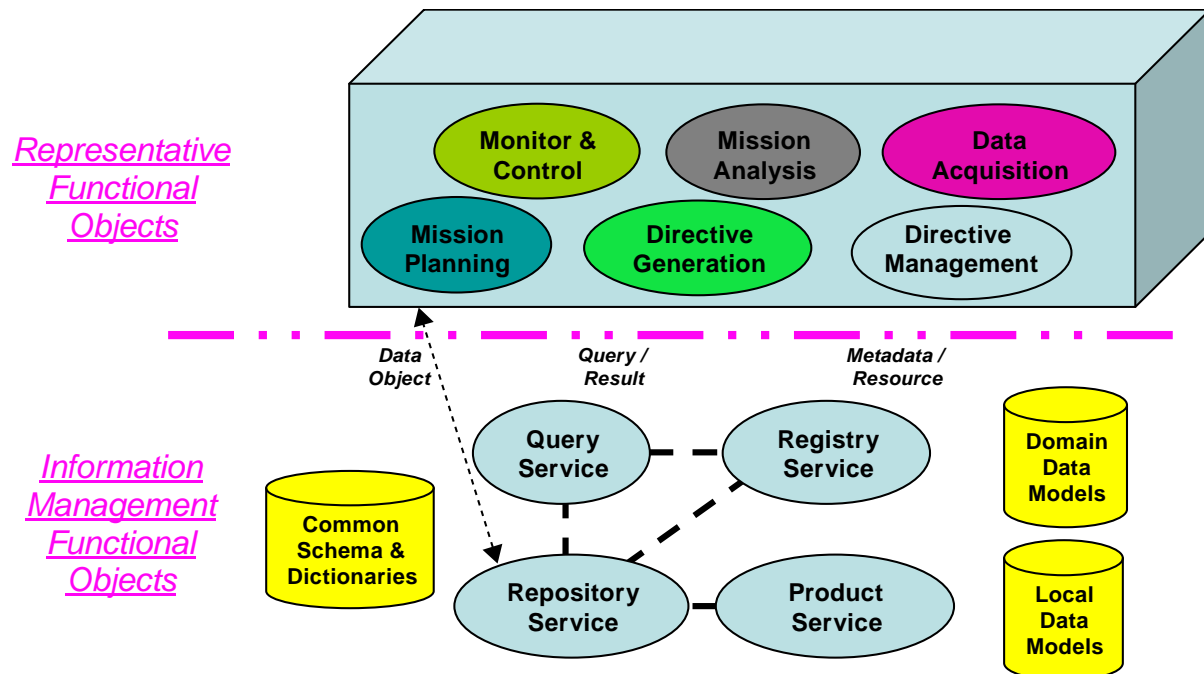 Representative
Functional
Objects
Monitor &
Control
Mission
Analysis
Data
Acquisition
Mission
Planning
Directive
Generation
Directive
Management
Data
Object
Query /
Result
Metadata /
Resource
Information
Management
Functional
Objects
Common
Schema &
Dictionaries
Query
Service
Registry
Service
Domain
Data
Models
Repository
Service
Product
Service
Local
Data
Models